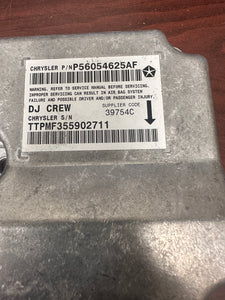 CHRYSLER P/N P56054625AF
WARNING. REFER TO SERVICE MANUAL BEFORE SERVICING.
IMPROPER SERVICING CAN RESULT IN AIR BAG/SYSTEM
FAILURE AND POSSIBLE DRIVER AND/OR PASSENGER INJURY.
DJ CREW
SUPPLIER CODE
39754C
CHRYSLER S/N
TTPMF355902711